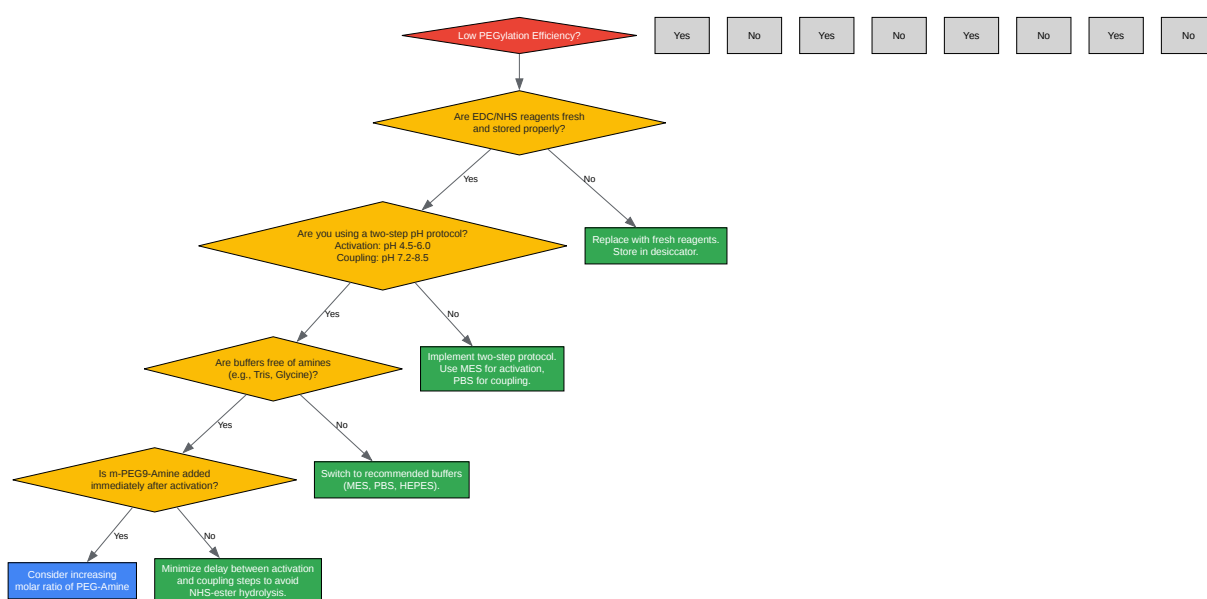 Low PEGylation Efficiency?
Yes
No
Yes
No
Yes
No
Yes
No
Are EDC/NHS reagents fresh
and stored properly?
Yes
No
Are you using a two-step pH protocol?
Activation: pH 4.5-6.0
Coupling: pH 7.2-8.5
Replace with fresh reagents.
Store in desiccator.
Yes
No
Are buffers free of amines
(e.g., Tris, Glycine)?
Implement two-step protocol.
Use MES for activation,
PBS for coupling.
Yes
No
Is m-PEG9-Amine added
immediately after activation?
Switch to recommended buffers
(MES, PBS, HEPES).
Yes
No
Consider increasing
molar ratio of PEG-Amine
Minimize delay between activation
and coupling steps to avoid
NHS-ester hydrolysis.